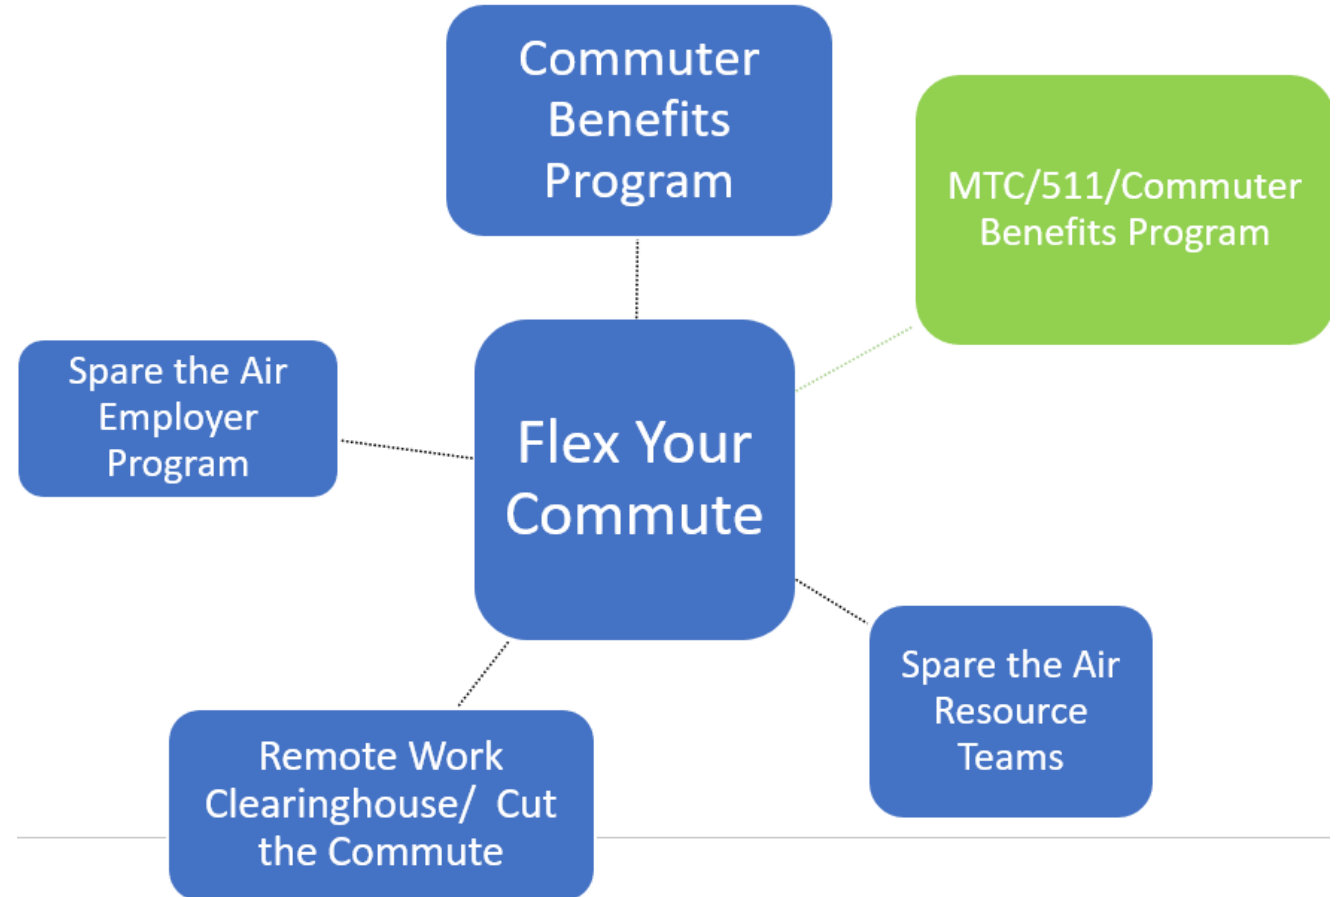 Commuter
Benefits
Program
MTC/511/Commuter
Benefits Program
Spare the Air
Employer
Program
Flex Your
Commute
Spare the Air
Resource
Teams
Remote Work
Clearinghouse/  Cut
the Commute